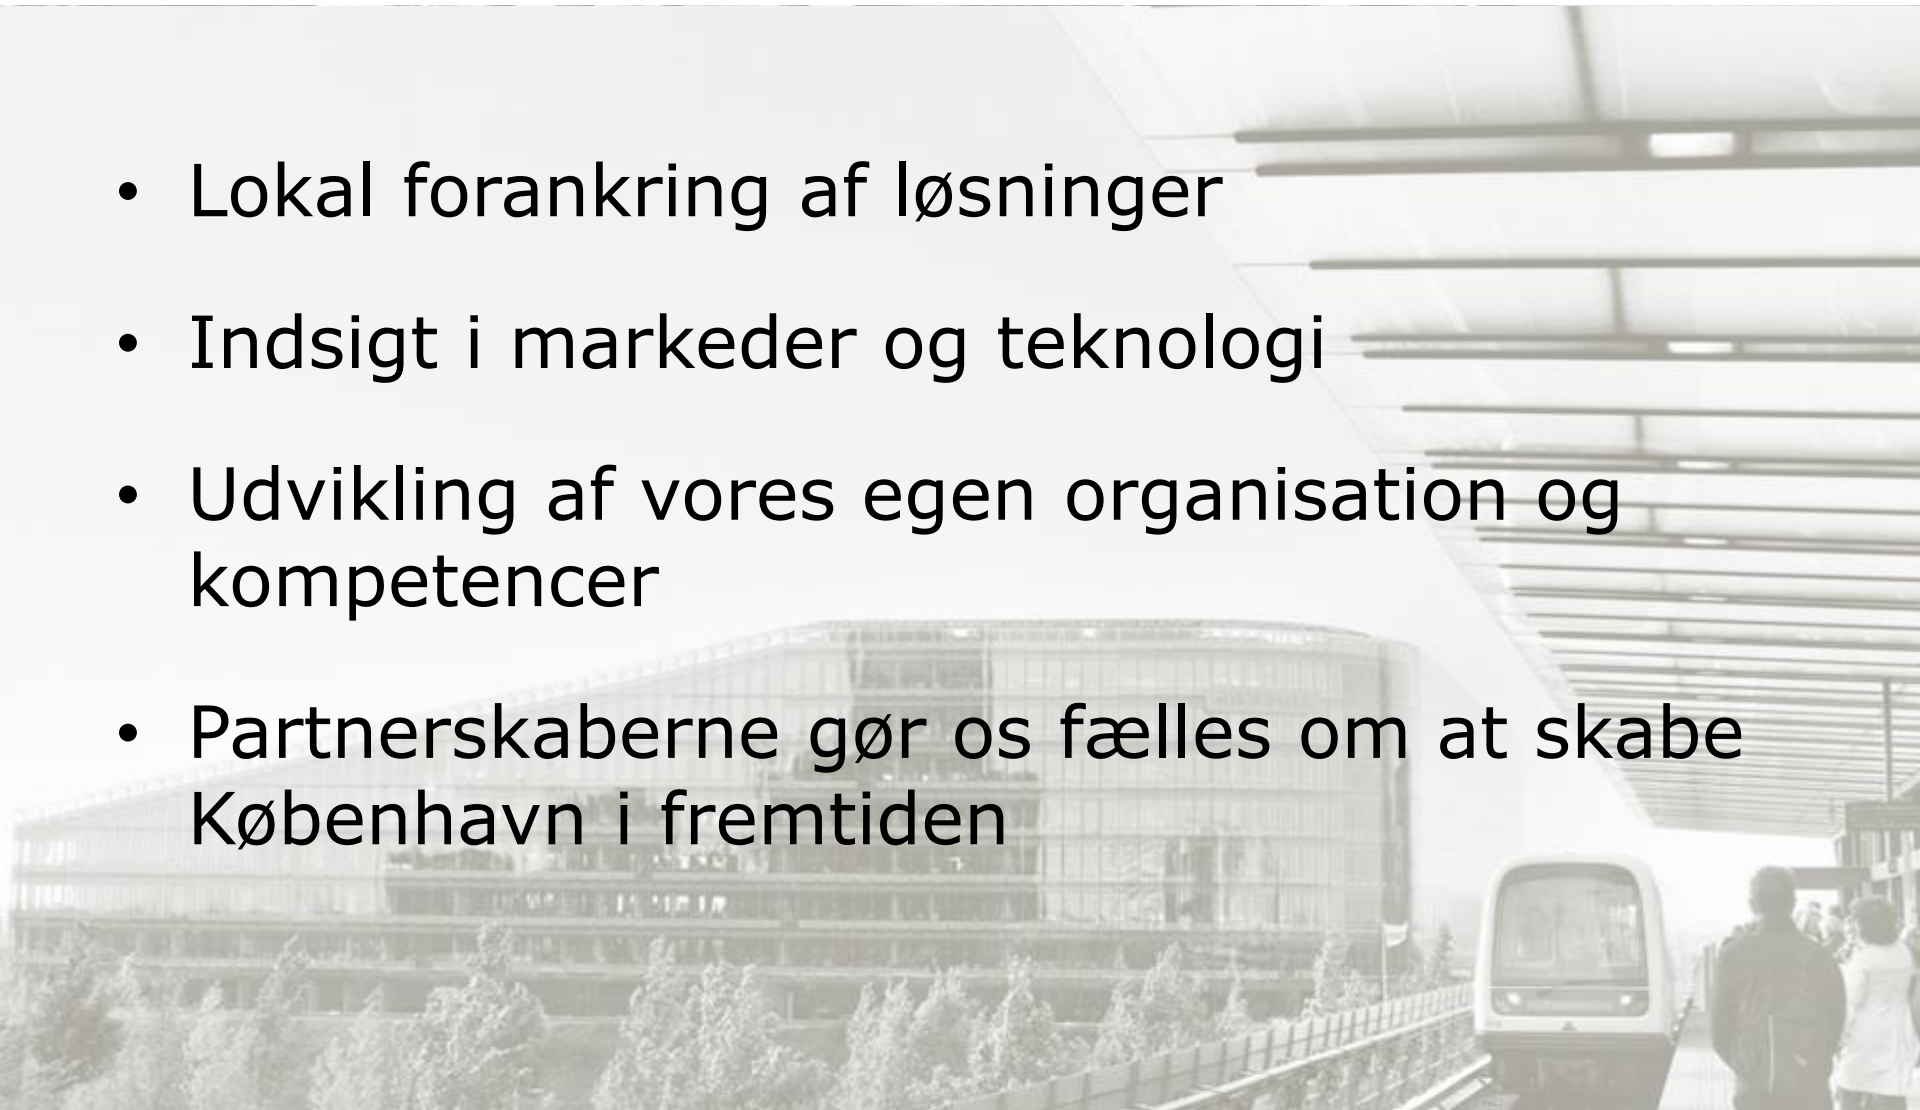 • Lokal forankring af løsninger
• Indsigt i markeder og teknologi
• Udvikling af vores egen organisation og
kompetencer
• Partnerskaberne gør os fælles om at skabe
København i fremtiden